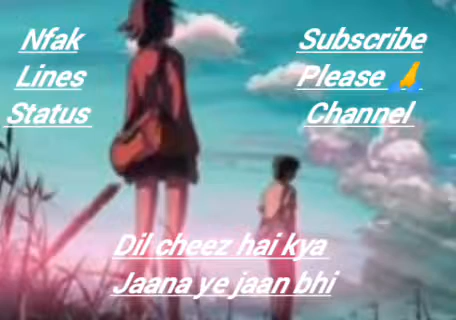 Nfak
Lines
Status
Subscribe
Please 🙏
Channel
Dil cheez hai kya
Jaana ye jaan bhi